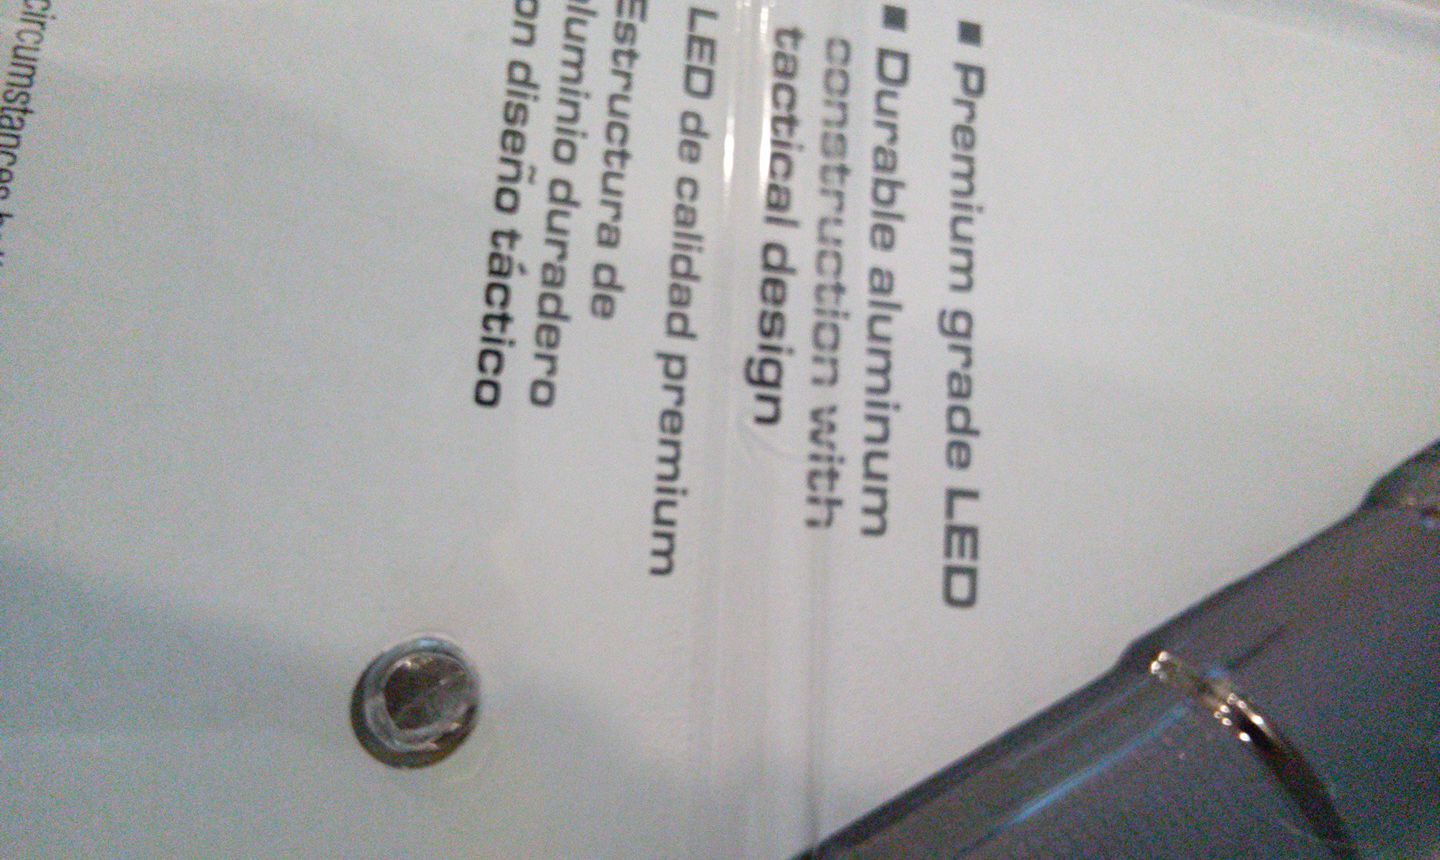 ■ Premium grade LED
■ Durable aluminum
construction with
tactical design
LED de calidad premium
Estructura de
aluminio duradero
on diseño táctico
circumstances